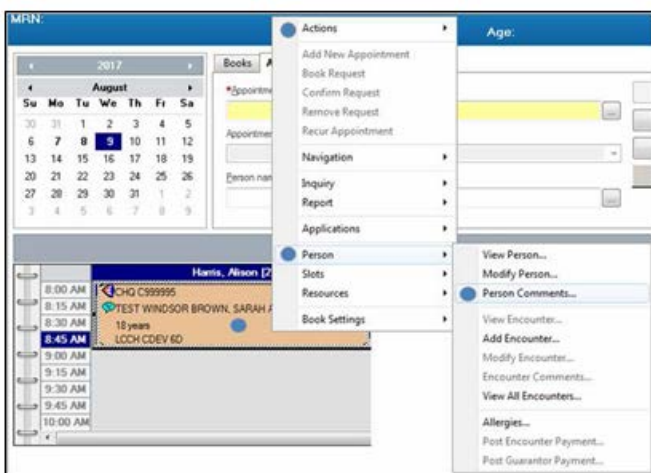 MRN:
Age:
2017
August
Su Mo Tu We Th Fr Sa
30 31 1 2 3 4 5
6 7 8 9 10 11 12
13 14 15 16 17 18 19
20 21 22 23 24 25 26
27 28 29 30 31 1 2
3 4 5 6 7 8 9
Books A
*Appointme
Appointmen
Person nam
Actions
Add New Appointment
Book Request
Confirm Request
Remove Request
Recur Appointment
Navigation
Inquiry
Report
Applications
Person
Slots
Resources
Book Settings
View Person...
Modify Person...
Person Comments...
View Encounter...
Add Encounter...
Modify Encounter...
Encounter Comments...
View All Encounters...
Allergies...
Post Encounter Payment...
Post Guarantor Payment...
Harris, Alison [2
8:00 AM
8:15 AM
8:30 AM
8:45 AM
9:00 AM
9:15 AM
9:30 AM
9:45 AM
10:00 AM
CHQ C999995
TEST WINDSOR BROWN, SARAH A
18 years
LCCH CDEV 6D